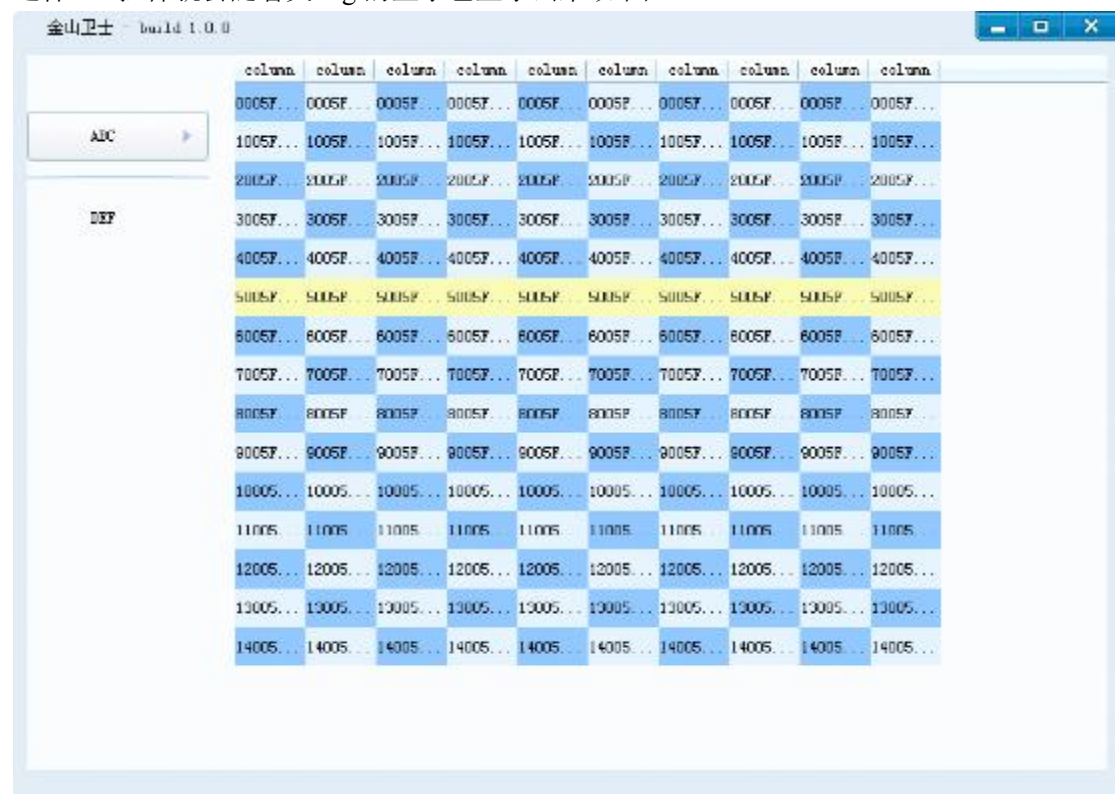 金山卫士 - build 1.0.0
column column column column column column column column column column
0005F... 0005F... 0005F... 0005F... 0005F... 0005F... 0005F... 0005F... 0005F... 0005F...
ABC 1005F... 1005F... 1005F... 1005F... 1005F... 1005F... 1005F... 1005F... 1005F... 1005F...
2005F... 2005F... 2005F... 2005F... 2005F... 2005F... 2005F... 2005F... 2005F... 2005F...
DEF 3005F... 3005F... 3005F... 3005F... 3005F... 3005F... 3005F... 3005F... 3005F... 3005F...
4005F... 4005F... 4005F... 4005F... 4005F... 4005F... 4005F... 4005F... 4005F... 4005F...
5005F... 5005F... 5005F... 5005F... 5005F... 5005F... 5005F... 5005F... 5005F... 5005F...
6005F... 6005F... 6005F... 6005F... 6005F... 6005F... 6005F... 6005F... 6005F... 6005F...
7005F... 7005F... 7005F... 7005F... 7005F... 7005F... 7005F... 7005F... 7005F... 7005F...
8005F... 8005F... 8005F... 8005F... 8005F... 8005F... 8005F... 8005F... 8005F... 8005F...
9005F... 9005F... 9005F... 9005F... 9005F... 9005F... 9005F... 9005F... 9005F... 9005F...
10005... 10005... 10005... 10005... 10005... 10005... 10005... 10005... 10005... 10005...
11005... 11005... 11005... 11005... 11005... 11005... 11005... 11005... 11005... 11005...
12005... 12005... 12005... 12005... 12005... 12005... 12005... 12005... 12005... 12005...
13005... 13005... 13005... 13005... 13005... 13005... 13005... 13005... 13005... 13005...
14005... 14005... 14005... 14005... 14005... 14005... 14005... 14005... 14005... 14005...